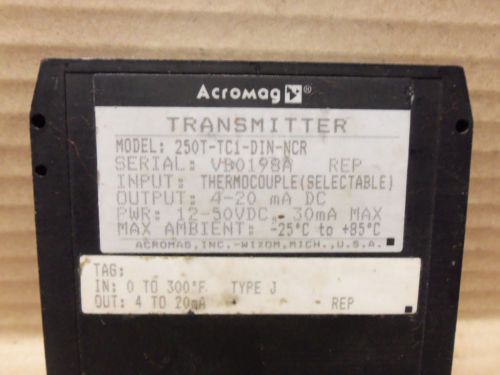 Acromag ®
TRANSMITTER
MODEL: 250T-TC1-DIN-NCR
SERIAL: VB0198A REP
INPUT: THERMOCOUPLE(SELECTABLE)
OUTPUT: 4-20 mA DC
PWR: 12-50VDC, 30mA MAX
MAX AMBIENT: -25°C to +85°C
ACROMAG, INC.-WIXOM, MICH., U.S.A.
TAG:
IN: 0 TO 300°F TYPE J
OUT: 4 TO 20mA REP